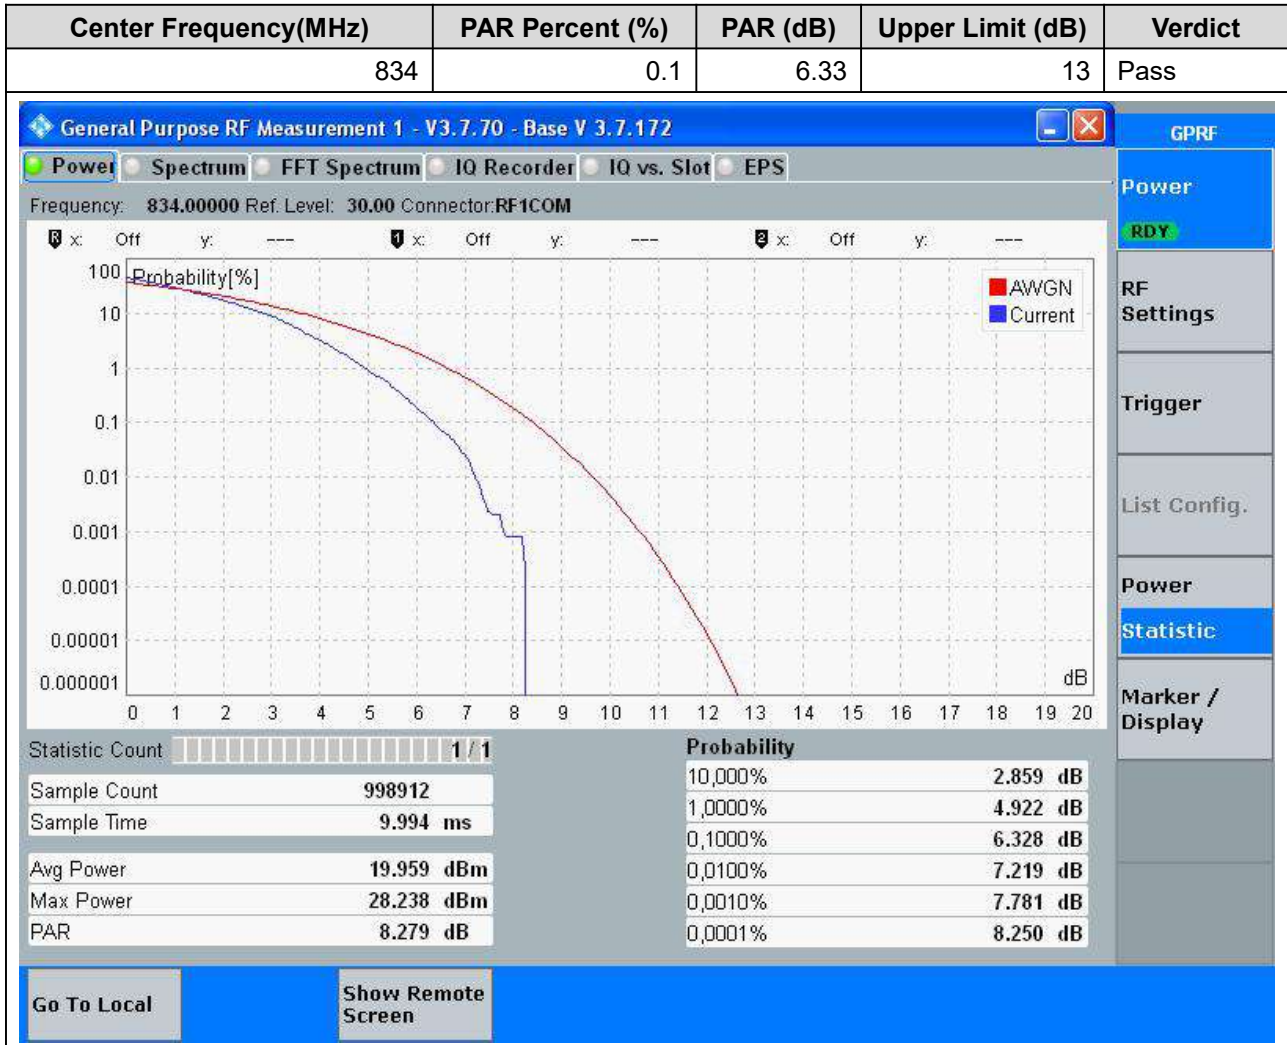 Center Frequency(MHz) PAR Percent (%) PAR (dB) Upper Limit (dB) Verdict
834 0.1 6.33 13 Pass
General Purpose RF Measurement 1 - V3.7.70 - Base V 3.7.172
GPRF
Power Spectrum FFT Spectrum IQ Recorder IQ vs. Slot EPS
Power
RDY
Frequency: 834.00000 Ref. Level: 30.00 Connector:RF1COM
R x: Off y: --- 1 x: Off y: --- 2 x: Off y: ---
Probability[%]
AWGN
Current
100
10
1
0.1
0.01
0.001
0.0001
0.00001
0.000001
dB
0 1 2 3 4 5 6 7 8 9 10 11 12 13 14 15 16 17 18 19 20
RF
Settings
Trigger
List Config.
Power
Statistic
Marker /
Display
Statistic Count 1 / 1
Sample Count 998912
Sample Time 9.994 ms
Avg Power 19.959 dBm
Max Power 28.238 dBm
PAR 8.279 dB
Probability
10,000% 2.859 dB
1,0000% 4.922 dB
0,1000% 6.328 dB
0,0100% 7.219 dB
0,0010% 7.781 dB
0,0001% 8.250 dB
Go To Local
Show Remote
Screen